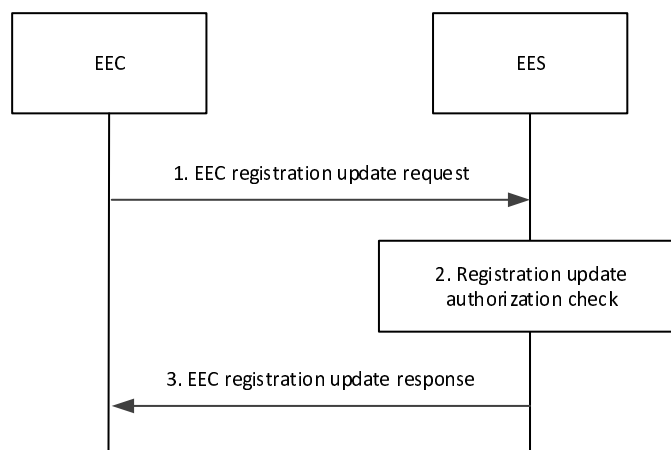 EEC
EES
1. EEC registration update request
2. Registration update
authorization check
3. EEC registration update response